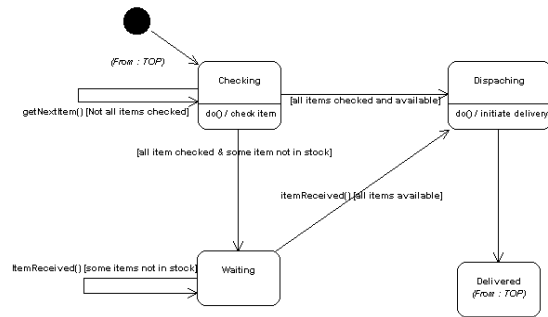 (From : TOP)
Checking
Dispaching
getNextItem() [Not all items checked]
do() / check item
[all items checked and available]
do() / initiate delivery
[all item checked & some item not in stock]
itemReceived() [all items available]
ItemReceived() [some items not in stock]
Waiting
Delivered
(From : TOP)